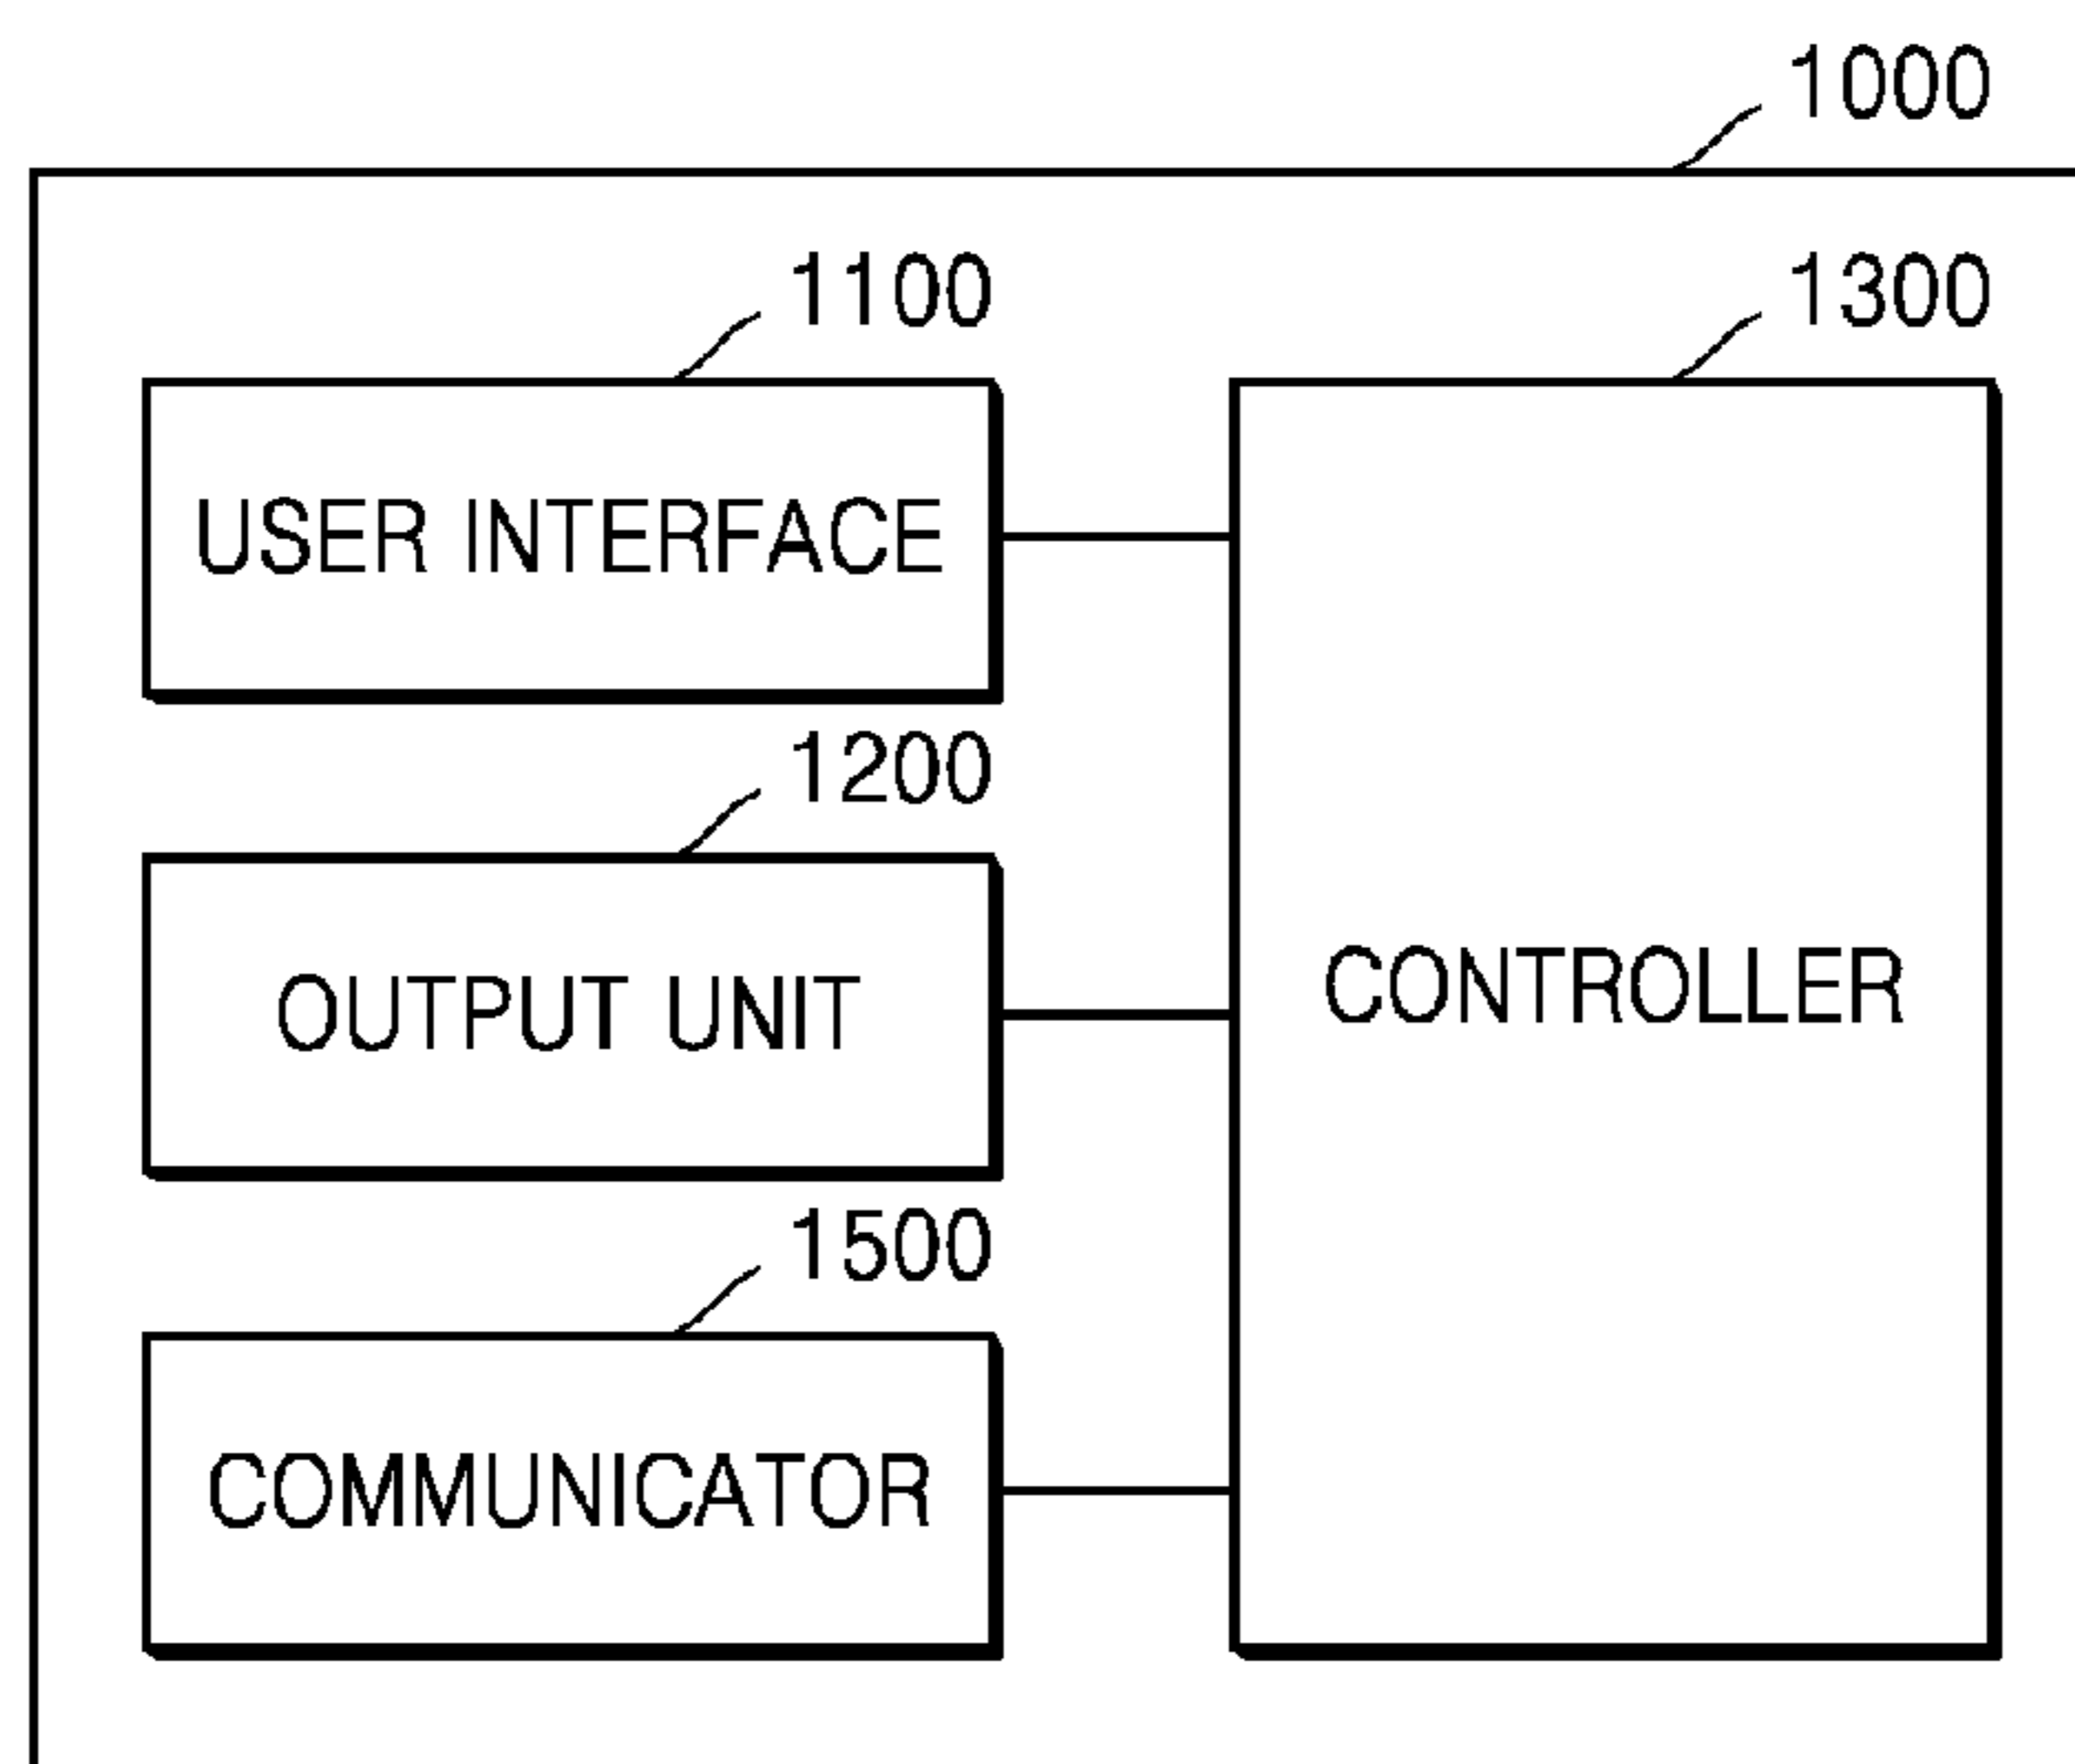 1000
1100
1300
USER INTERFACE
1200
OUTPUT UNIT
CONTROLLER
1500
COMMUNICATOR